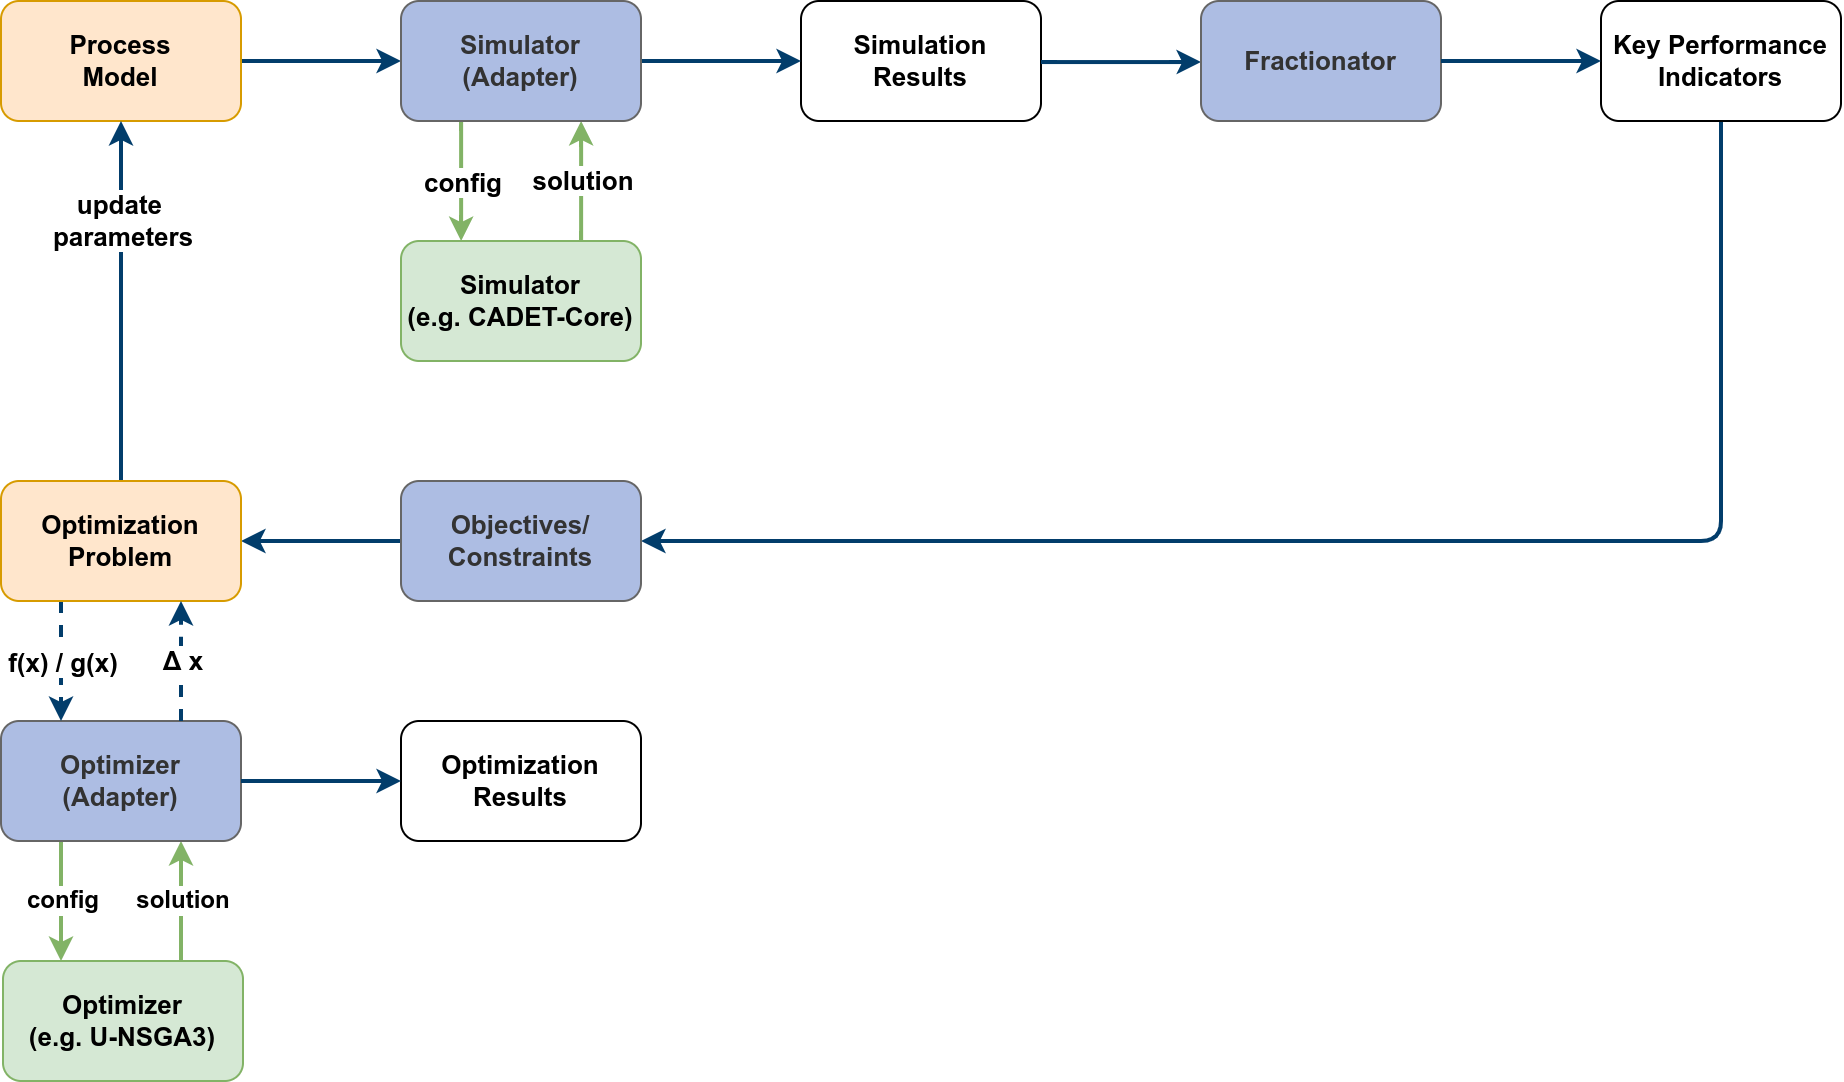 Process
Model
Simulator
(Adapter)
Simulation
Results
Fractionator
Key Performance
Indicators
config
solution
update
parameters
Simulator
(e.g. CADET-Core)
Optimization
Problem
Objectives/
Constraints
f(x) / g(x)
Δ x
Optimizer
(Adapter)
Optimization
Results
config
solution
Optimizer
(e.g. U-NSGA3)